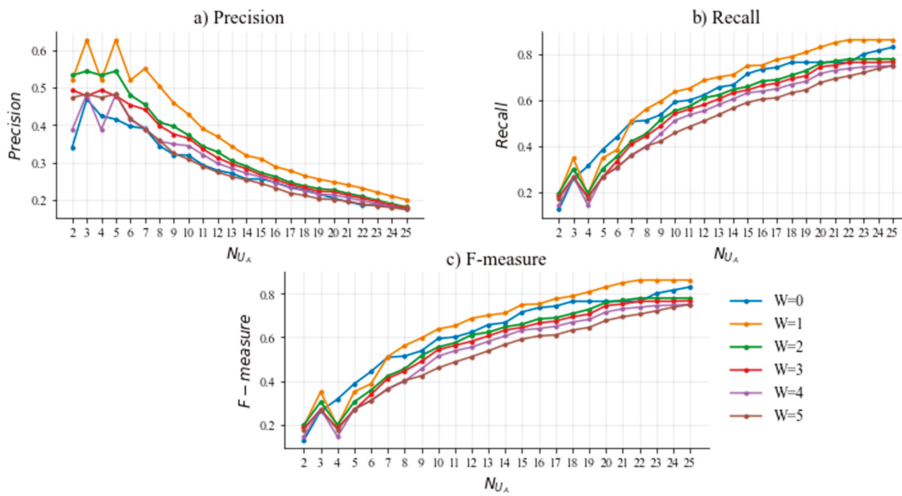 a) Precision
Precision
0.6
0.5
0.4
0.3
0.2
2 3 4 5 6 7 8 9 10 11 12 13 14 15 16 17 18 19 20 21 22 23 24 25
N_{U_A}
b) Recall
Recall
0.8
0.6
0.4
0.2
2 3 4 5 6 7 8 9 10 11 12 13 14 15 16 17 18 19 20 21 22 23 24 25
N_{U_A}
c) F-measure
F − measure
0.8
0.6
0.4
0.2
2 3 4 5 6 7 8 9 10 11 12 13 14 15 16 17 18 19 20 21 22 23 24 25
N_{U_A}
W=0
W=1
W=2
W=3
W=4
W=5